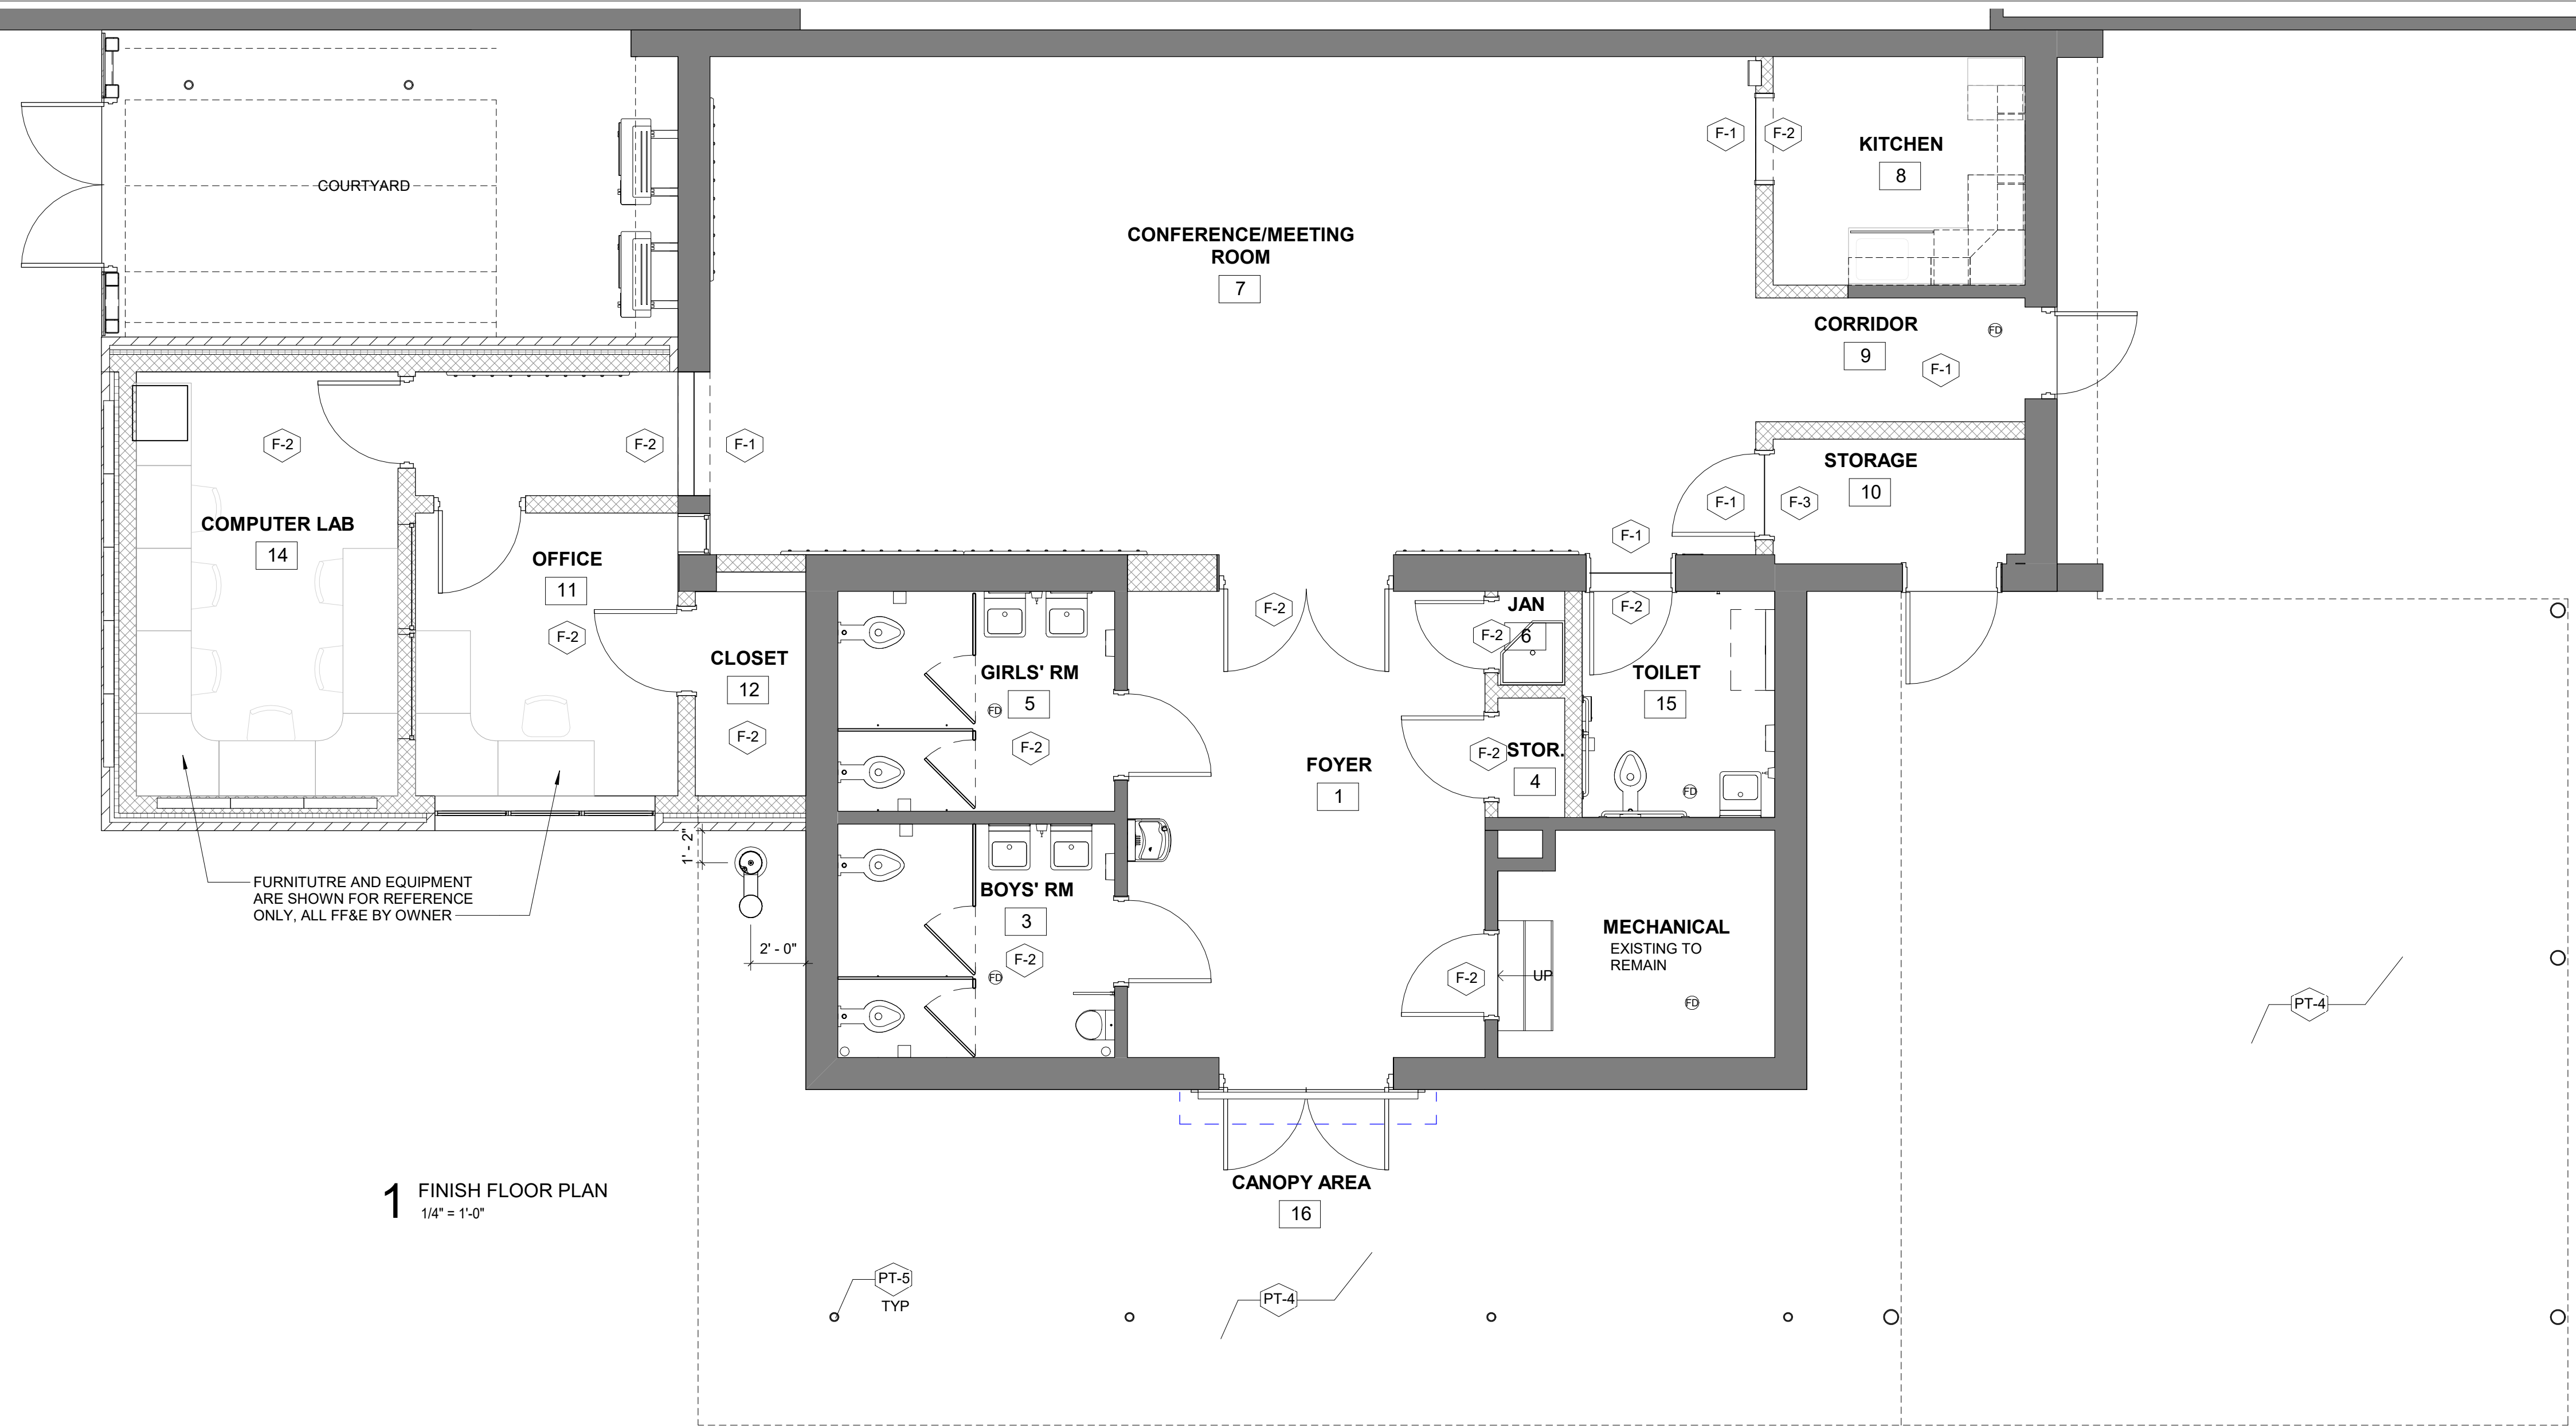 COURTYARD
CONFERENCE/MEETING
ROOM
7
F-1
F-2
KITCHEN
8
CORRIDOR
9
FD
F-1
F-2
F-2
F-1
STORAGE
10
F-1
F-3
F-1
COMPUTER LAB
14
OFFICE
11
F-2
CLOSET
12
F-2
GIRLS' RM
5
FD
F-2
F-2
JAN
6
F-2
F-2
TOILET
15
FD
F-2
STOR.
4
FOYER
1
1' - 2"
2' - 0"
FURNITUTRE AND EQUIPMENT
ARE SHOWN FOR REFERENCE
ONLY, ALL FF&E BY OWNER
BOYS' RM
3
F-2
FD
F-2
UP
MECHANICAL
EXISTING TO
REMAIN
FD
PT-4
CANOPY AREA
16
1 FINISH FLOOR PLAN
1/4" = 1'-0"
PT-5
TYP
PT-4